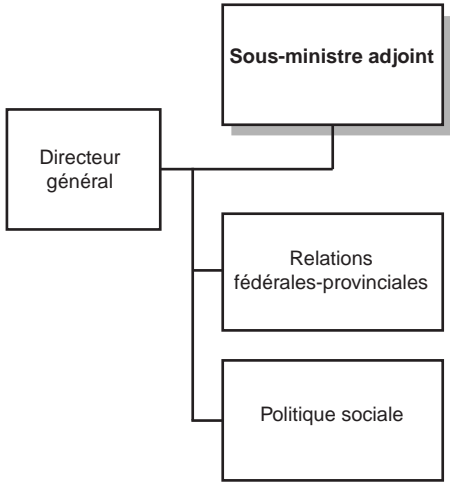 Sous-ministre adjoint
Directeur
général
Relations
fédérales-provinciales
Politique sociale